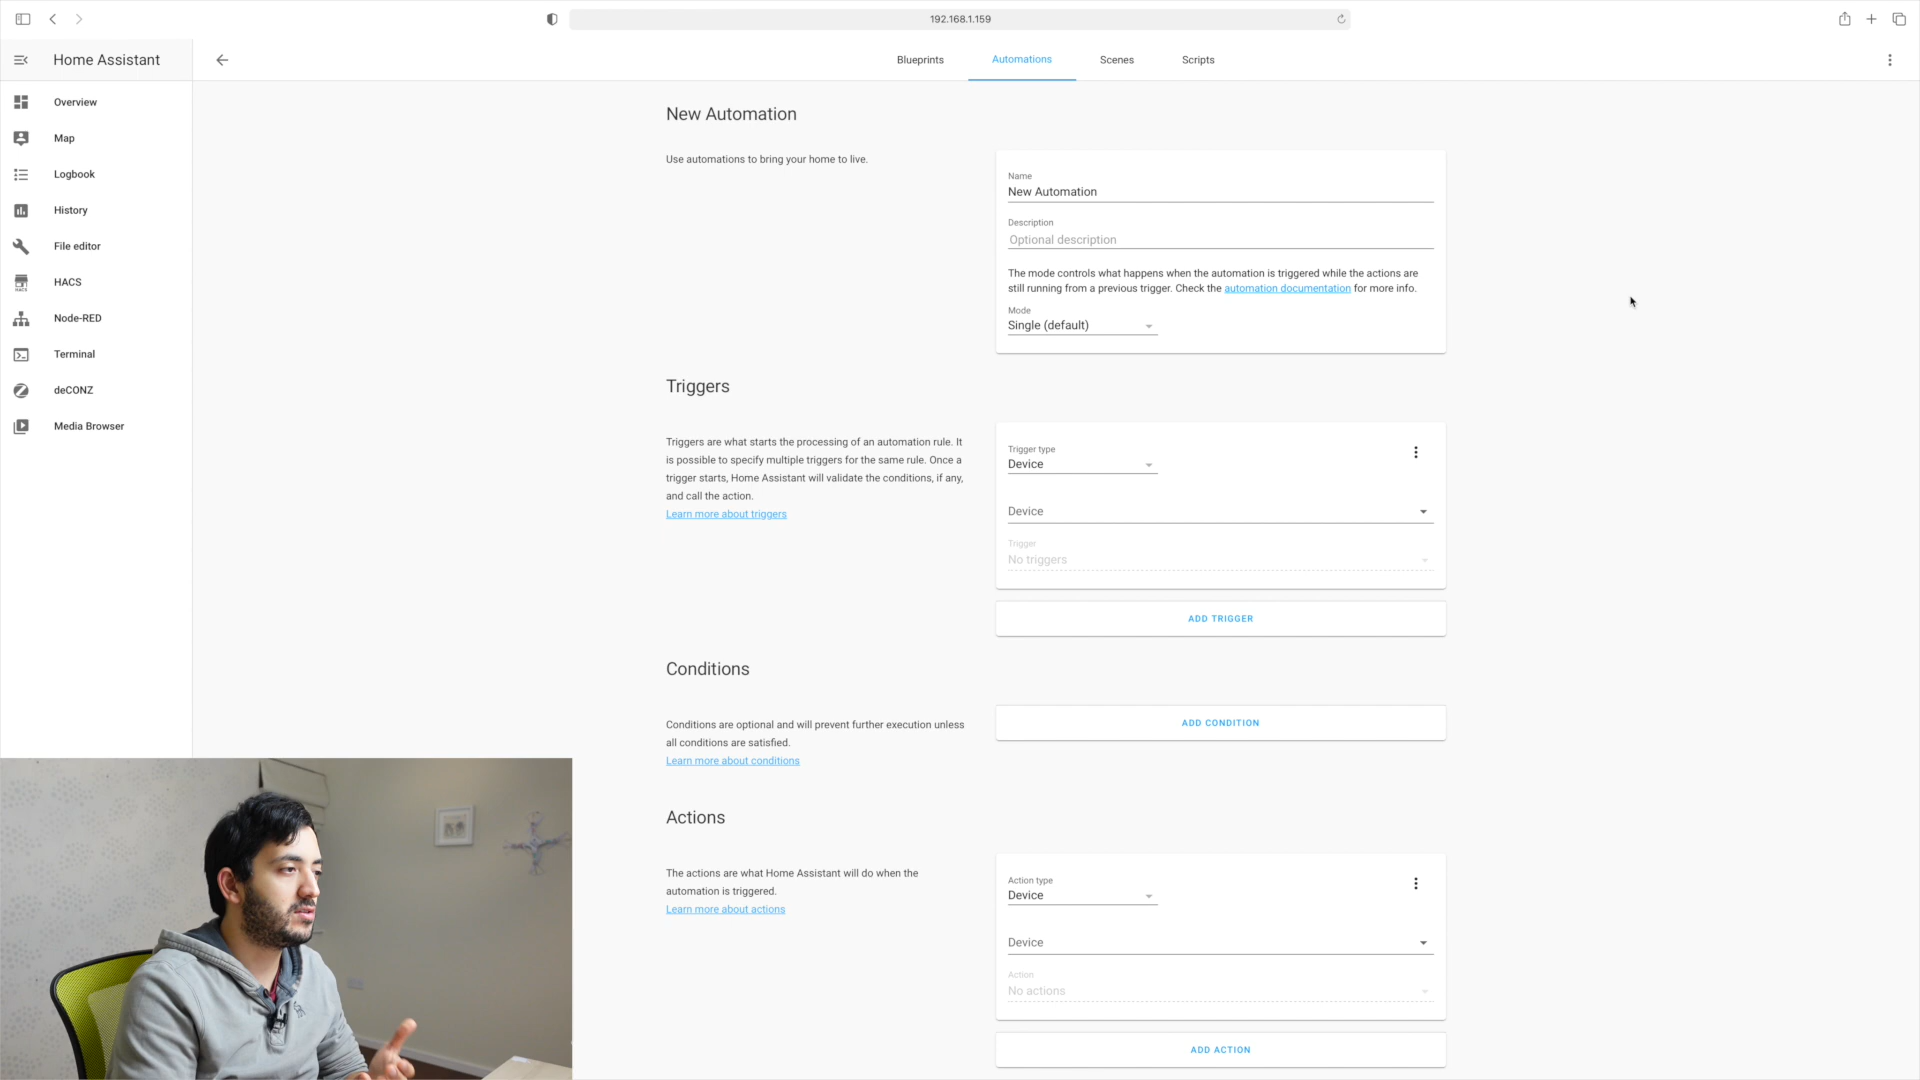 192.168.1.159
Home Assistant
Blueprints
Automations
Scenes
Scripts
Overview
Map
Logbook
History
File editor
HACS
HACS
Node-RED
Terminal
deCONZ
Media Browser
New Automation
Use automations to bring your home to live.
Name
New Automation
Description
Optional description
The mode controls what happens when the automation is triggered while the actions are
still running from a previous trigger. Check the automation documentation for more info.
Mode
Single (default)
Triggers
Triggers are what starts the processing of an automation rule. It
is possible to specify multiple triggers for the same rule. Once a
trigger starts, Home Assistant will validate the conditions, if any,
and call the action.
Learn more about triggers
Trigger type
Device
Device
Trigger
No triggers
ADD TRIGGER
Conditions
Conditions are optional and will prevent further execution unless
all conditions are satisfied.
Learn more about conditions
ADD CONDITION
Actions
The actions are what Home Assistant will do when the
automation is triggered.
Learn more about actions
Action type
Device
Device
Action
No actions
ADD ACTION